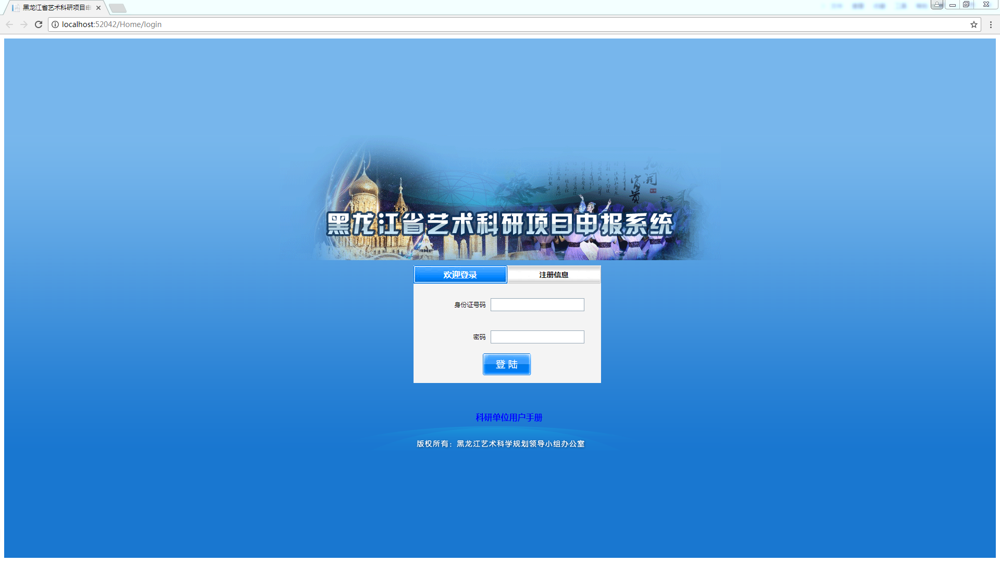 黑龙江省艺术科研项目申
localhost:52042/Home/login
黑龙江省艺术科研项目申报系统
欢迎登录
注册信息
身份证号码
密码
登 陆
科研单位用户手册
版权所有：黑龙江艺术科学规划领导小组办公室